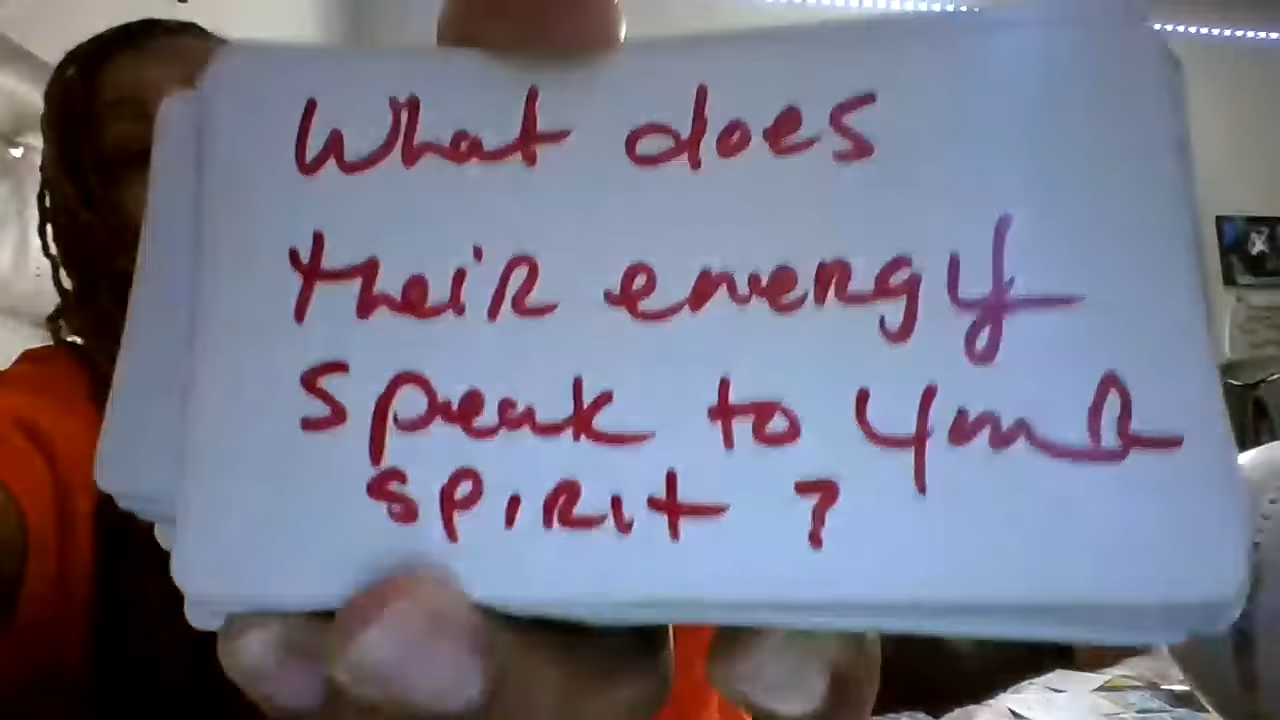 What does
their energy
speak to your
spirit?